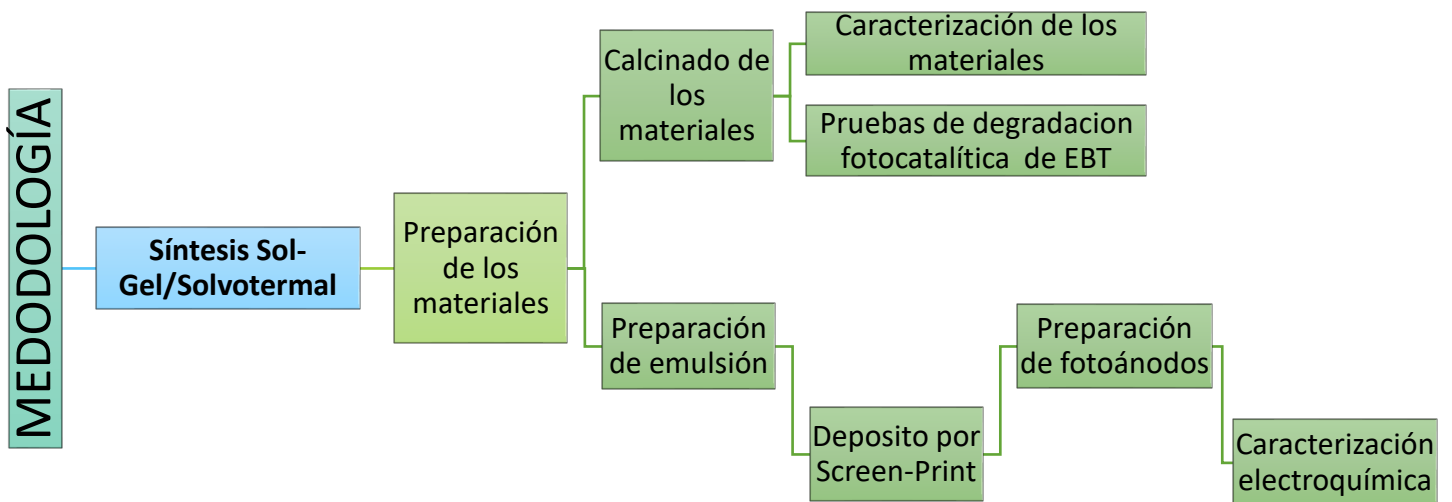 MEDODOLOGÍA
Síntesis Sol-
Gel/Solvotermal
Preparación
de los
materiales
Calcinado de
los
materiales
Caracterización de los
materiales
Pruebas de degradacion
fotocatalítica de EBT
Preparación
de emulsión
Deposito por
Screen-Print
Preparación
de fotoánodos
Caracterización
electroquímica